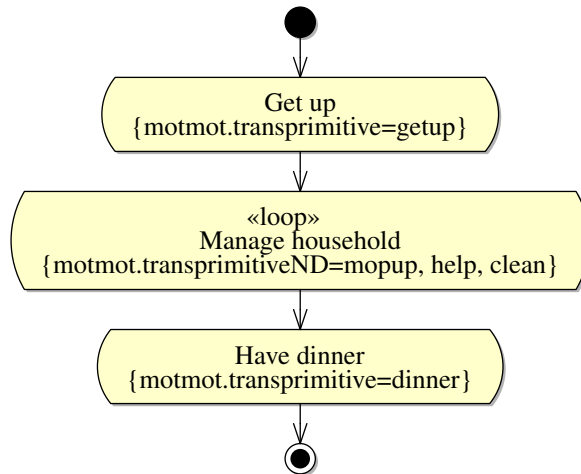 Get up
{motmot.transprimitive=getup}
«loop»
Manage household
{motmot.transprimitiveND=mopup, help, clean}
Have dinner
{motmot.transprimitive=dinner}